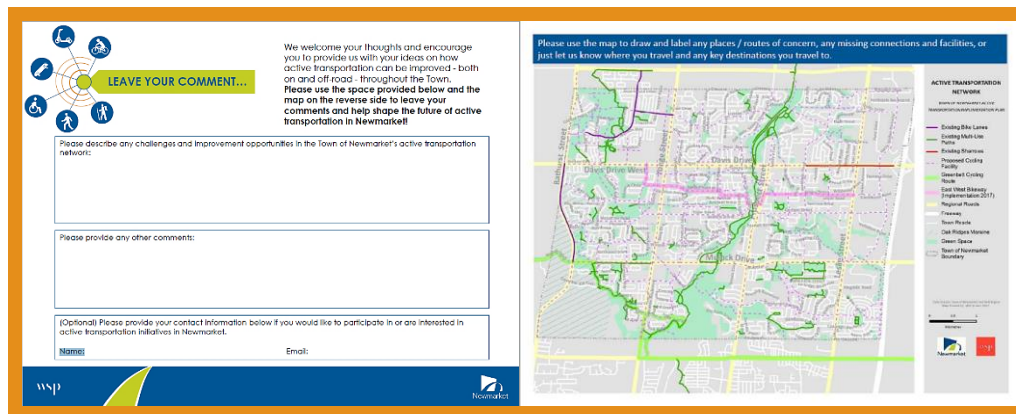 LEAVE YOUR COMMENT...
We welcome your thoughts and encourage
you to provide us with your ideas on how
active transportation can be improved - both
on and off-road - throughout the Town.
Please use the space provided below and the
map on the reverse side to leave your
comments and help shape the future of active
transportation in Newmarket!
Please describe any challenges and improvement opportunities in the Town of Newmarket's active transportation
network:
Please provide any other comments:
(Optional) Please provide your contact information below if you would like to participate in or are interested in
active transportation initiatives in Newmarket.
Name: Email:
wsp
Newmarket
Please use the map to draw and label any places / routes of concern, any missing connections and facilities, or
just let us know where you travel and any key destinations you travel to.
Bathurst Street
Davis Drive West
Davis Drive
Yonge Street
Leslie Street
Mulock Drive
ACTIVE TRANSPORTATION
NETWORK
Existing Bike Lanes
Existing Multi-Use
Paths
Existing Sharrows
Proposed Cycling
Facility
Greenbelt Cycling
Route
East West Bikeway
(Implementation 2017)
Regional Roads
Freeway
Town Roads
Oak Ridges Moraine
Green Space
Town of Newmarket
Boundary
Newmarket
wsp